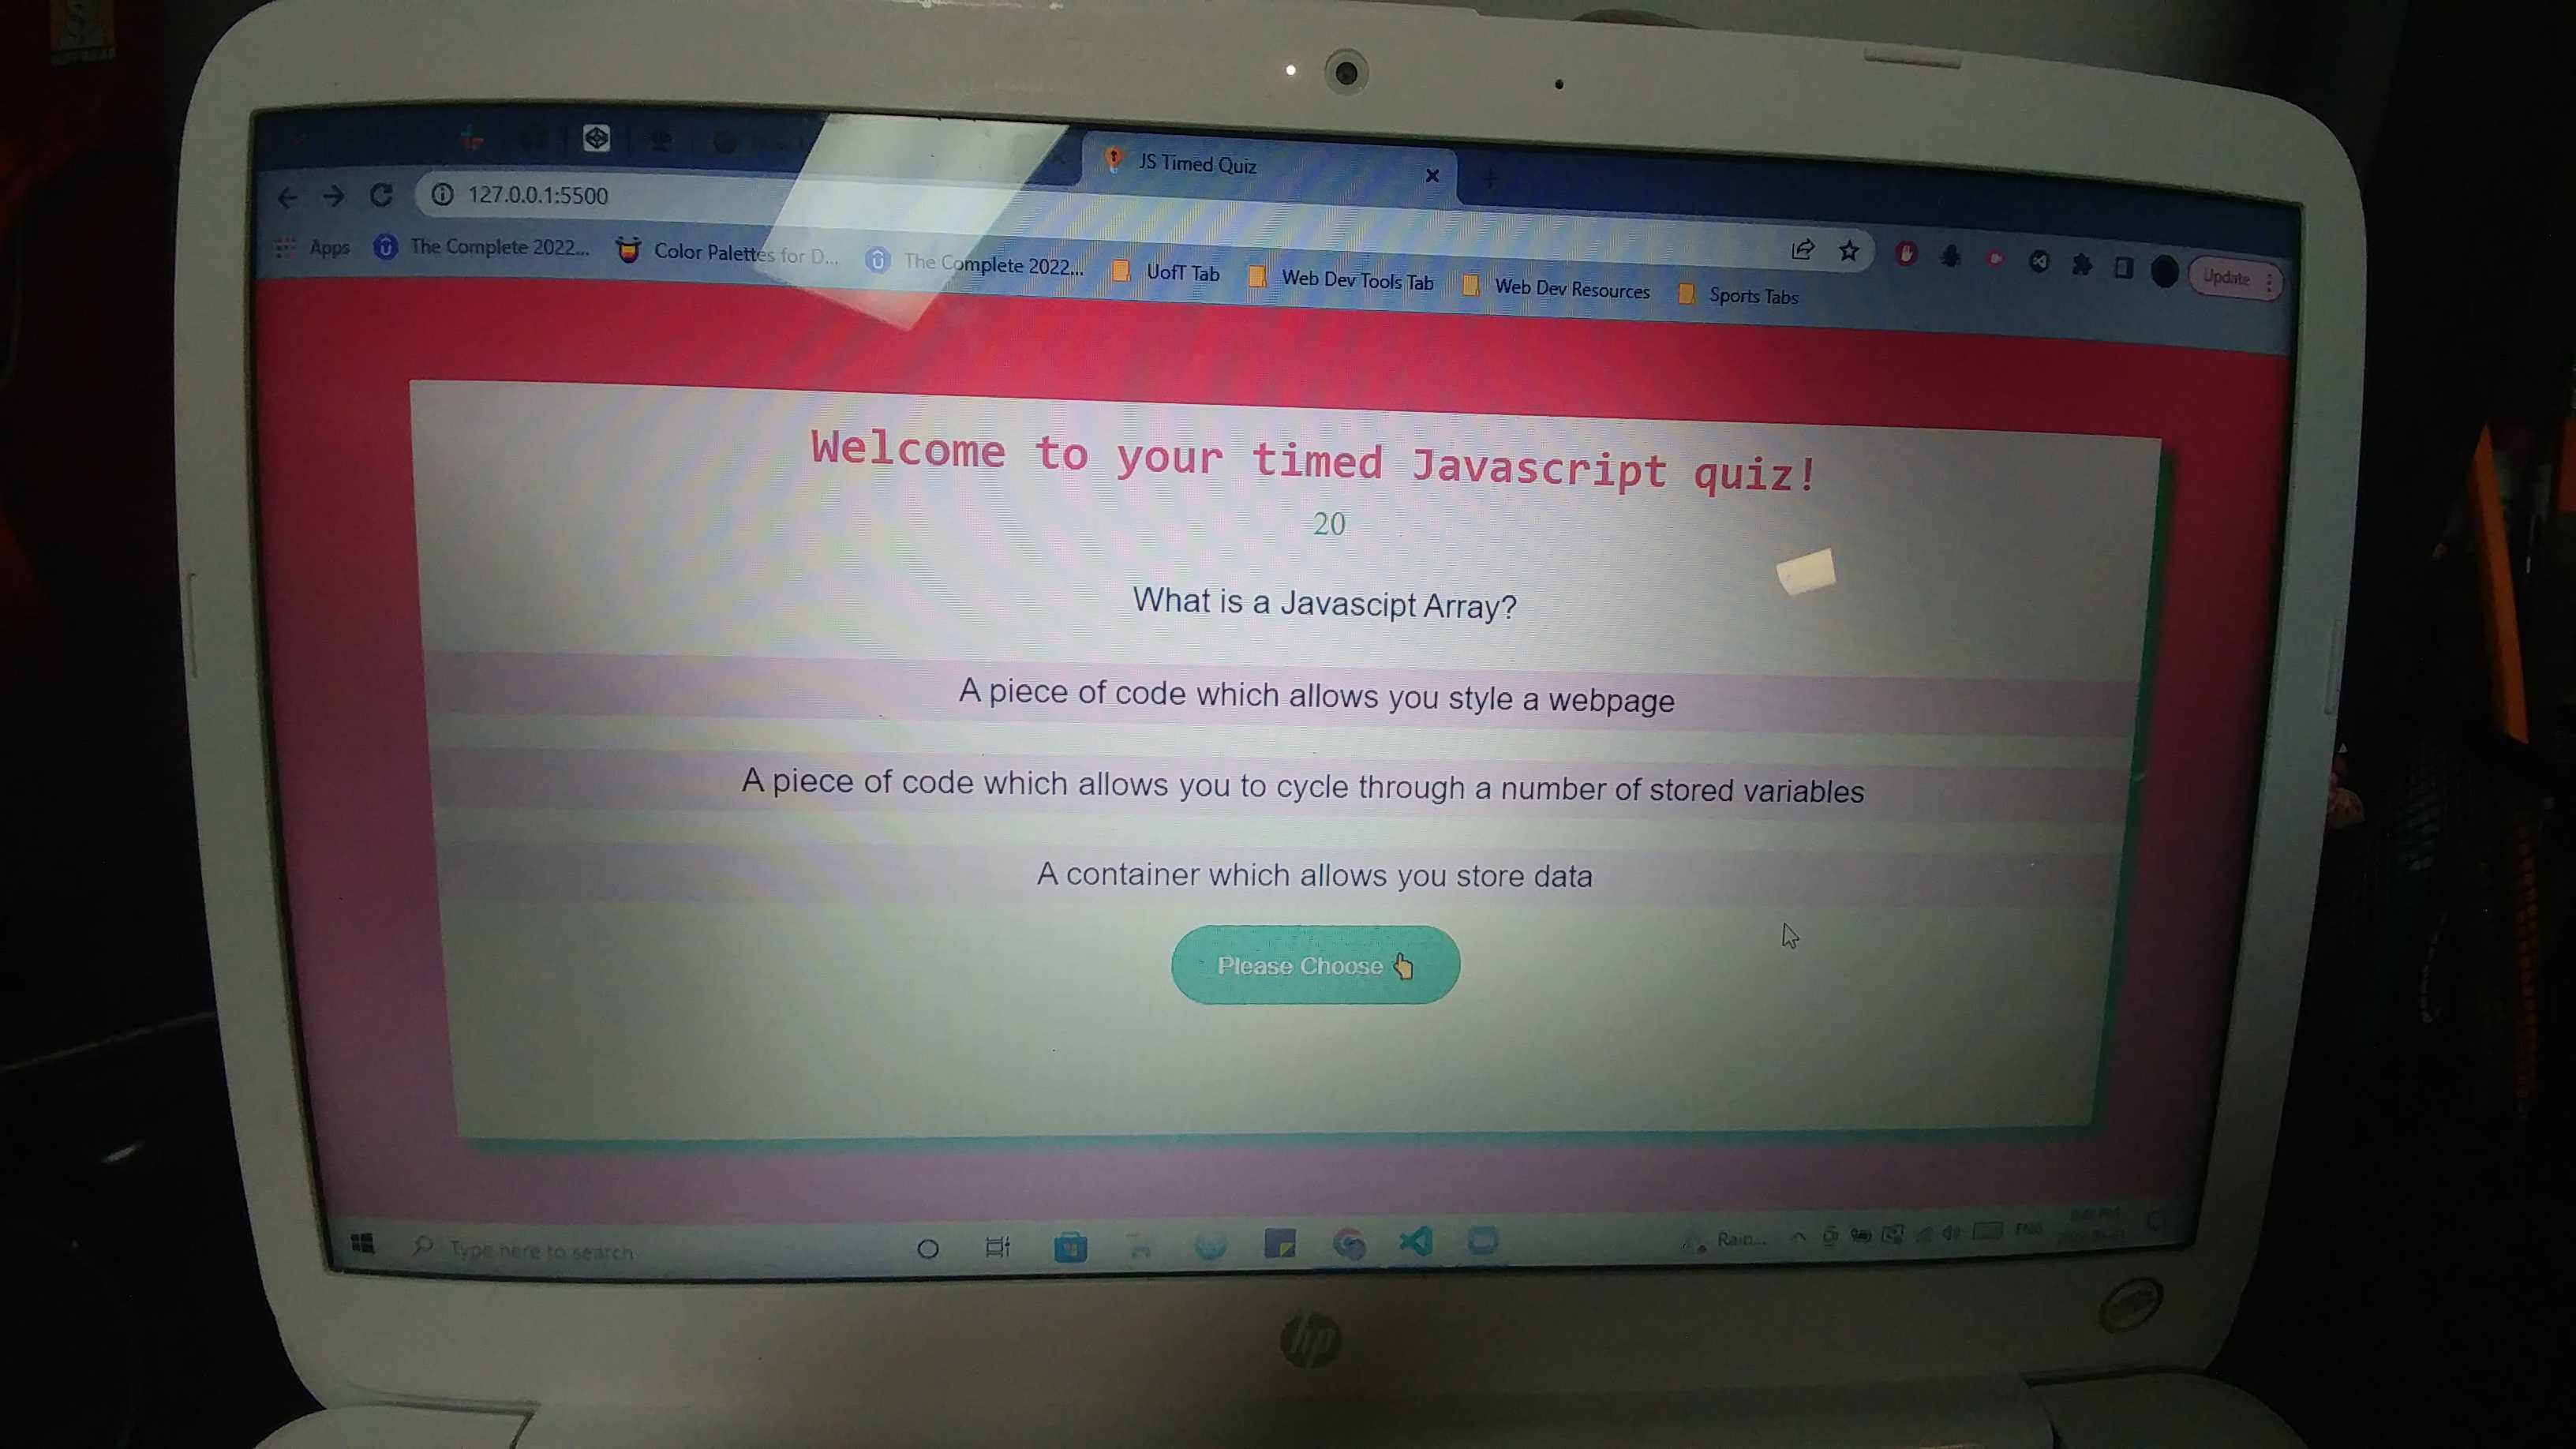 JS Timed Quiz
127.0.0.1:5500
Apps The Complete 2022... Color Palettes for D... The Complete 2022... UofT Tab Web Dev Tools Tab Web Dev Resources Sports Tabs
Update
Welcome to your timed Javascript quiz!
20
What is a Javascipt Array?
A piece of code which allows you style a webpage
A piece of code which allows you to cycle through a number of stored variables
A container which allows you store data
Please Choose 👆
Type here to search
Rain...
ENG
hp